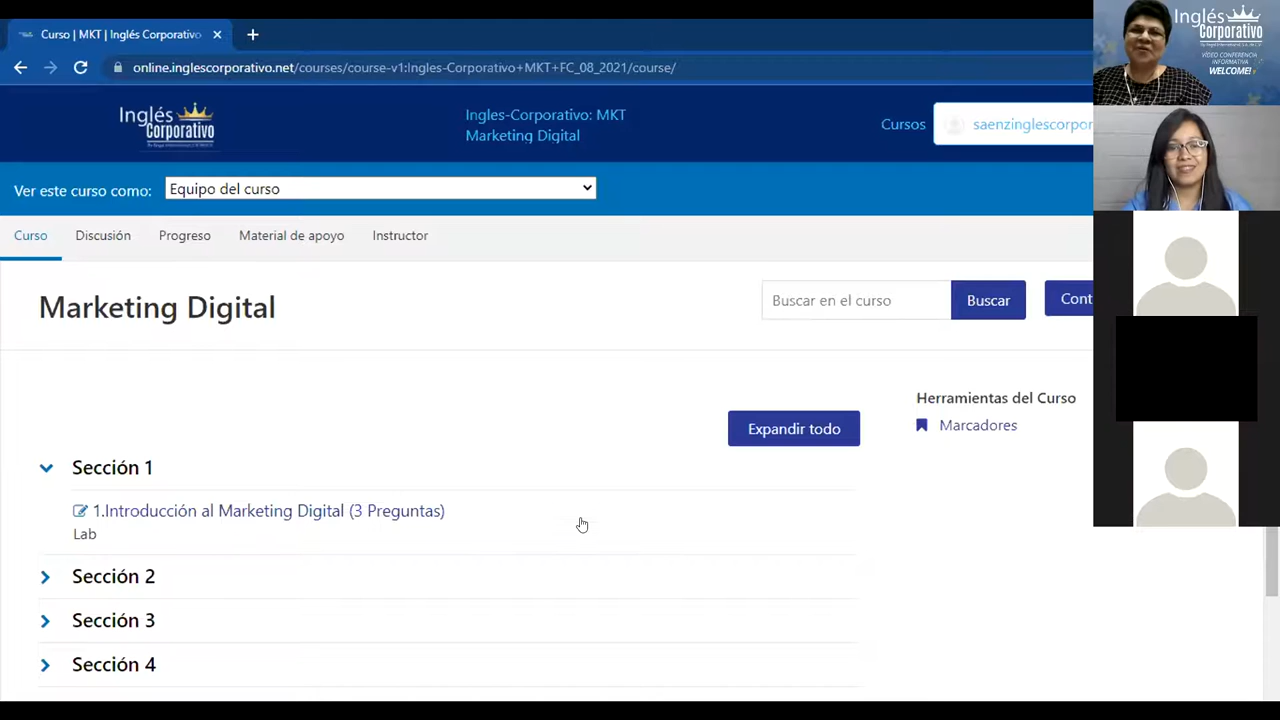 Curso | MKT | Inglés Corporativo
online.inglescorporativo.net/courses/course-v1:Ingles-Corporativo+MKT+FC_08_2021/course/
Inglés
Corporativo
VIDEO CONFERENCIA
INFORMATIVA
WELCOME!
Inglés
Corporativo
Ingles-Corporativo: MKT
Marketing Digital
Cursos
saenzinglescorpor
Ver este curso como:
Equipo del curso
Curso
Discusión
Progreso
Material de apoyo
Instructor
Marketing Digital
Buscar en el curso
Buscar
Cont
Herramientas del Curso
Marcadores
Expandir todo
Sección 1
1.Introducción al Marketing Digital (3 Preguntas)
Lab
Sección 2
Sección 3
Sección 4